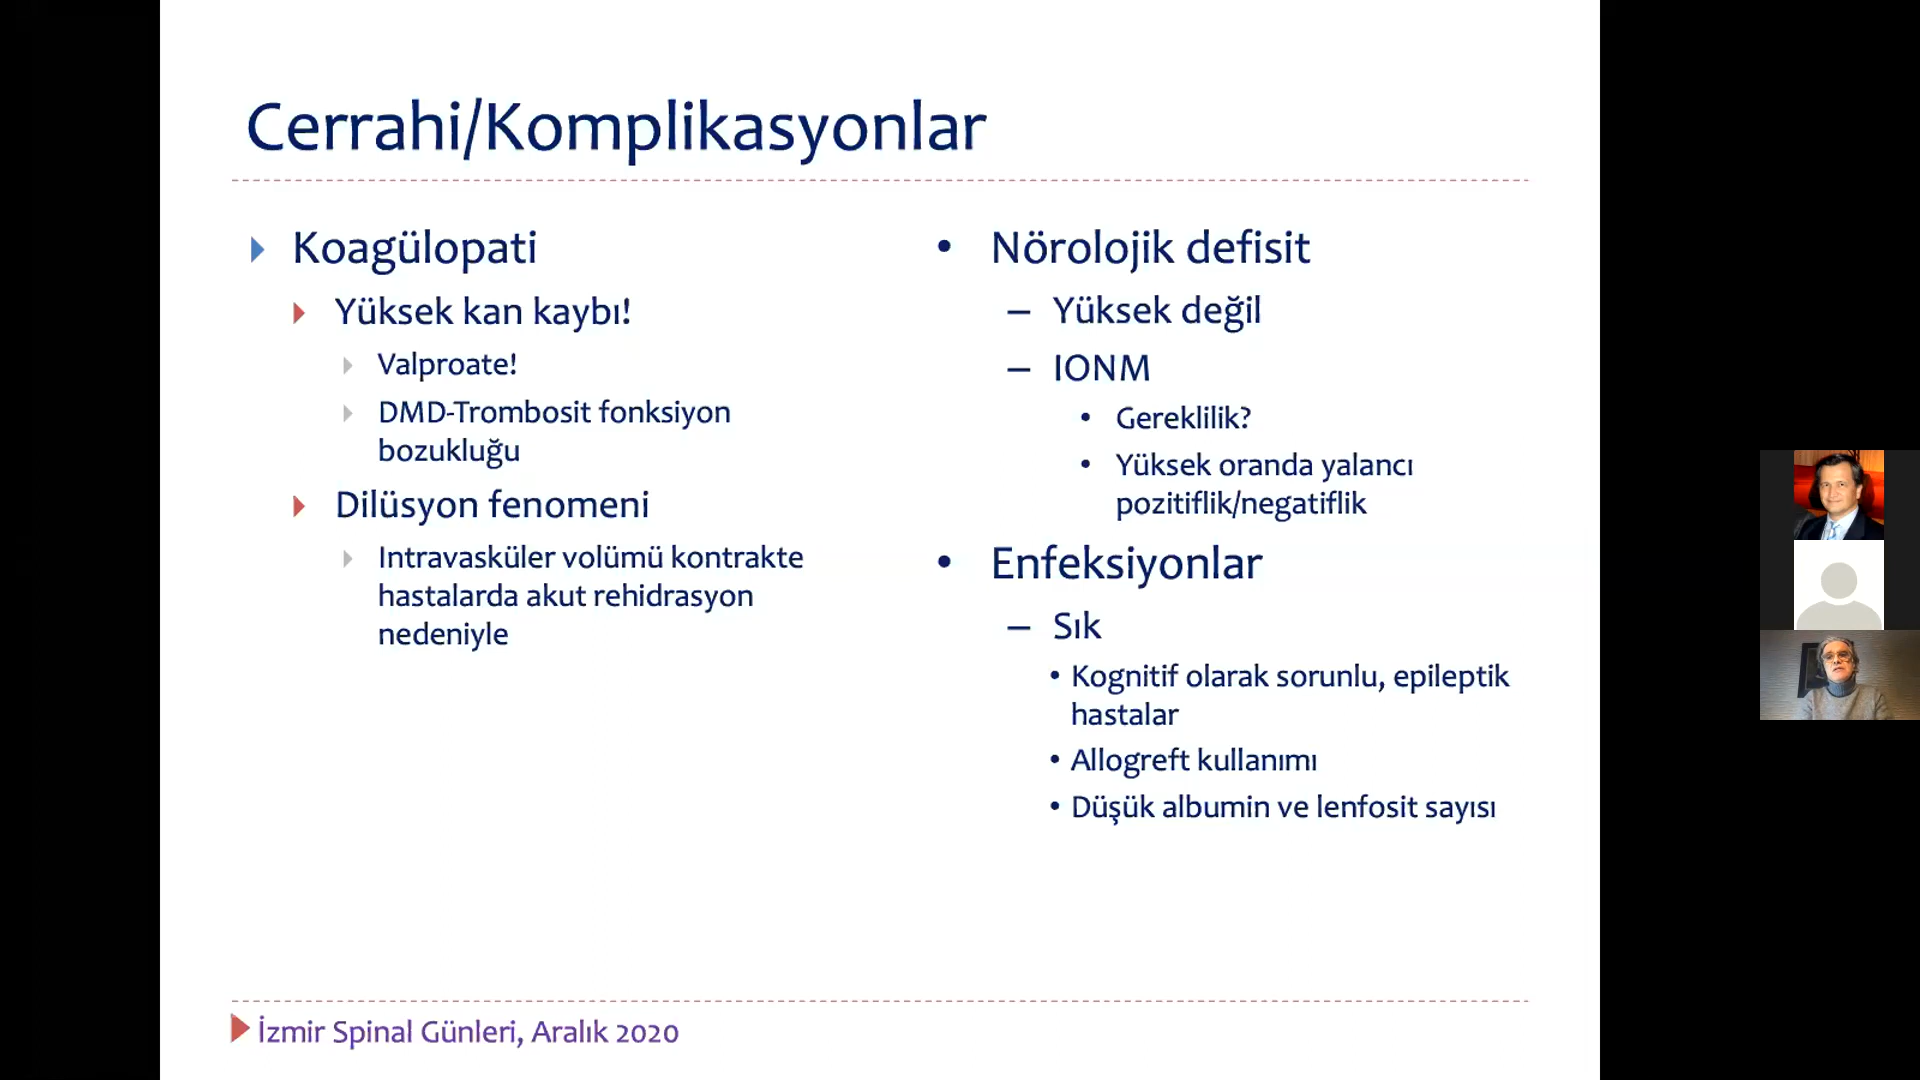 Cerrahi/Komplikasyonlar
Koagülopati
Yüksek kan kaybı!
Valproate!
DMD-Trombosit fonksiyon
bozukluğu
Dilüsyon fenomeni
Intravasküler volümü kontrakte
hastalarda akut rehidrasyon
nedeniyle
• Nörolojik defisit
– Yüksek değil
– IONM
• Gereklilik?
• Yüksek oranda yalancı
pozitiflik/negatiflik
• Enfeksiyonlar
– Sık
• Kognitif olarak sorunlu, epileptik
hastalar
• Allogreft kullanımı
• Düşük albumin ve lenfosit sayısı
İzmir Spinal Günleri, Aralık 2020